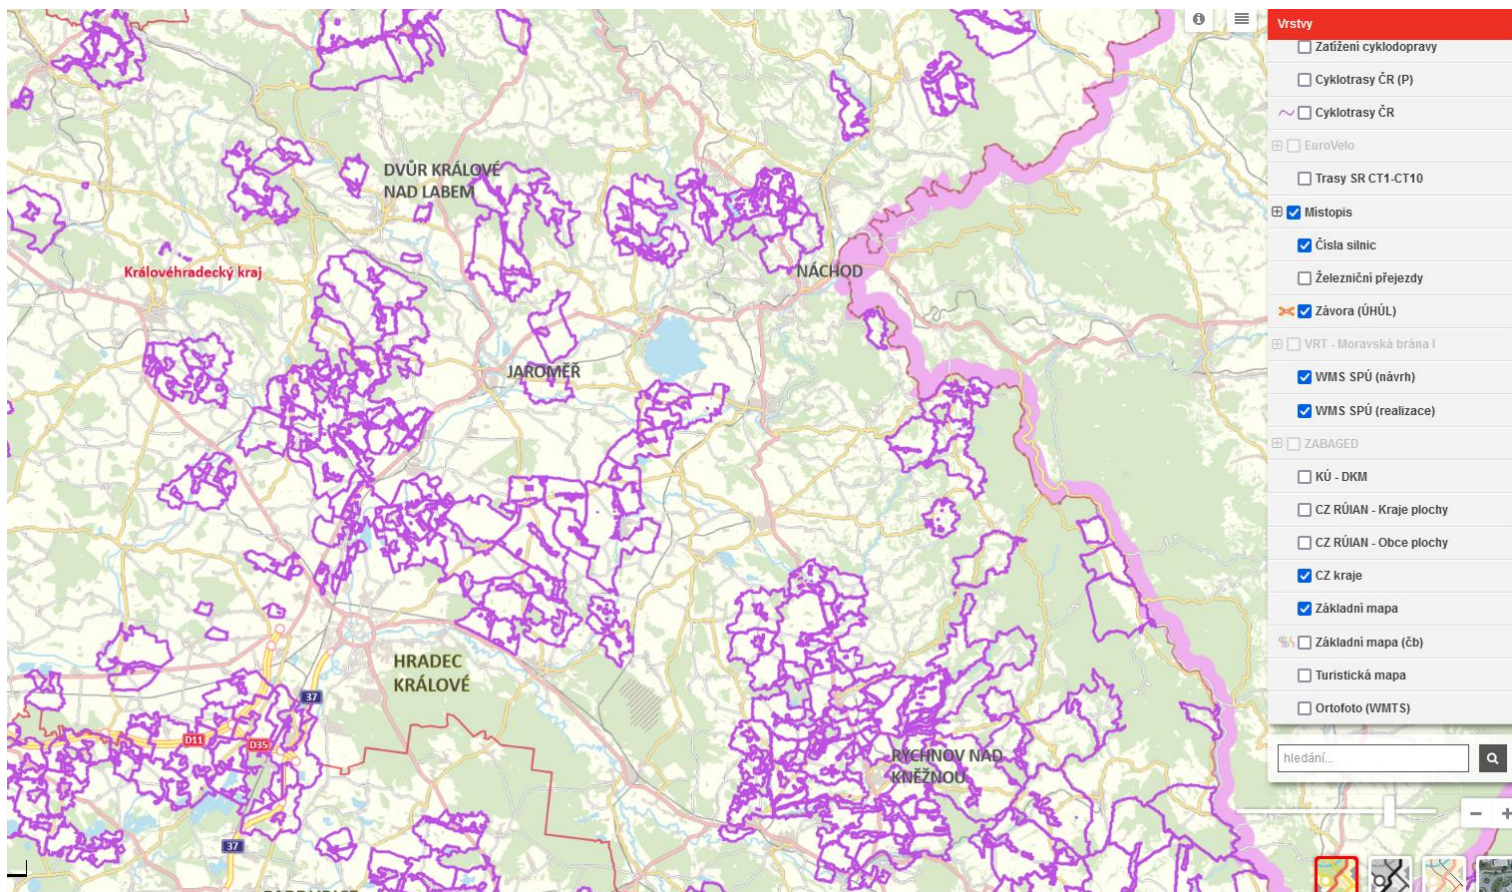 Vrstvy
Zatížení cyklodopravy
Cyklotrasy ČR (P)
Cyklotrasy ČR
EuroVelo
Trasy SR CT1-CT10
Místopis
Čísla silnic
Železniční přejezdy
Závora (ÚHÚL)
VRT - Moravská brána I
WMS SPÚ (návrh)
WMS SPÚ (realizace)
ZABAGED
KÚ - DKM
CZ RÚIAN - Kraje plochy
CZ RÚIAN - Obce plochy
CZ kraje
Základní mapa
Základní mapa (čb)
Turistická mapa
Ortofoto (WMTS)
hledání...
DVŮR KRÁLOVÉ
NAD LABEM
Královéhradecký kraj
NÁCHOD
JAROMĚŘ
HRADEC
KRÁLOVÉ
37
D11
D35
RYCHNOV NAD
KNĚŽNOU
37